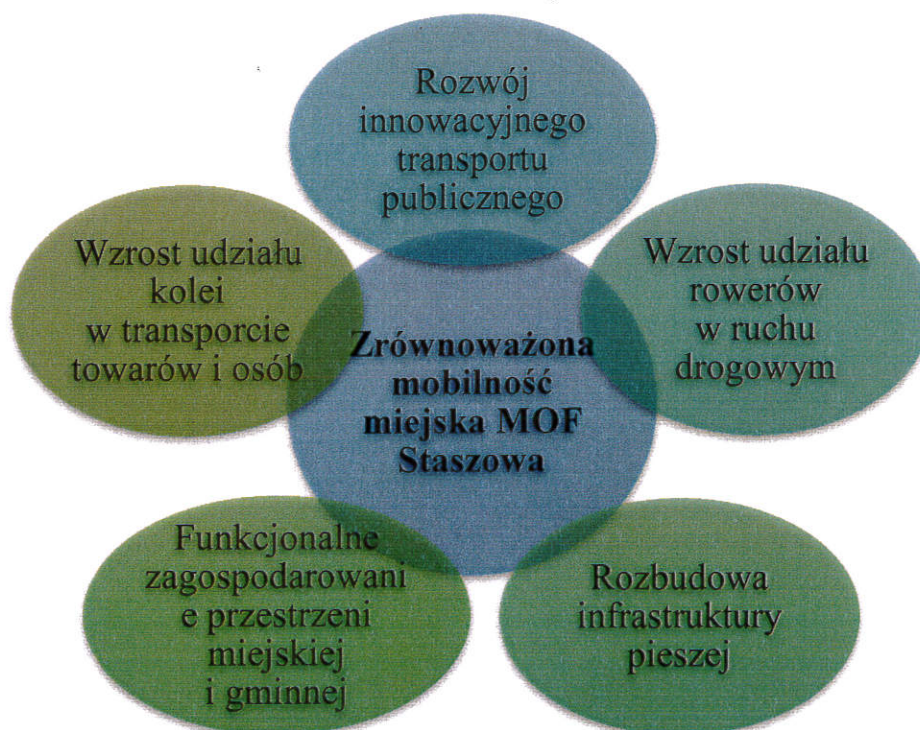 Rozwój
innowacyjnego
transportu
publicznego
Wzrost udziału
kolei
w transporcie
towarów i osób
Wzrost udziału
rowerów
w ruchu
drogowym
Zrównoważona
mobilność
miejska MOF
Staszowa
Funkcjonalne
zagospodarowani
e przestrzeni
miejskiej
i gminnej
Rozbudowa
infrastruktury
pieszej